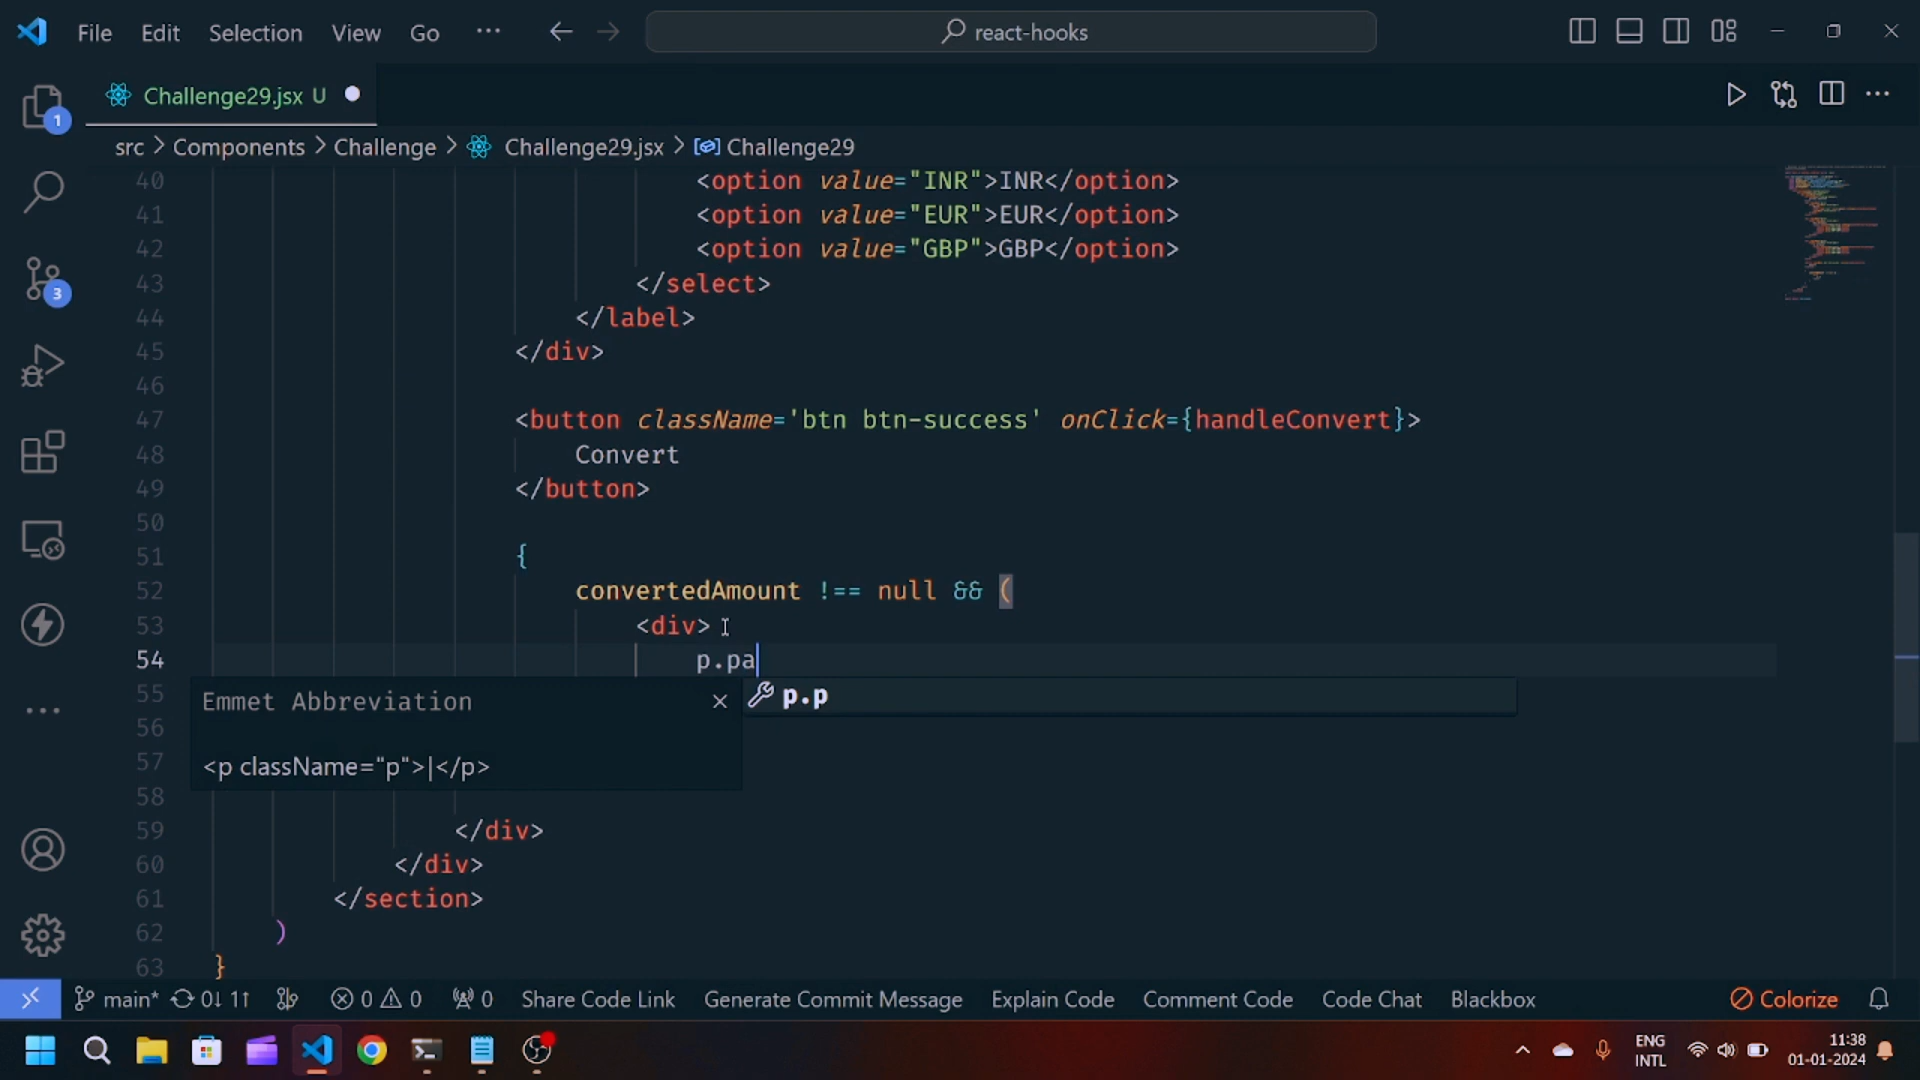 File Edit Selection View Go ··· react-hooks
Challenge29.jsx U
1
src > Components > Challenge > Challenge29.jsx > Challenge29
40 <option value="INR">INR</option>
41 <option value="EUR">EUR</option>
42 <option value="GBP">GBP</option>
43 </select>
3
44 </label>
45 </div>
46
47 <button className='btn btn-success' onClick={handleConvert}>
48 Convert
49 </button>
50
51 {
52 convertedAmount !== null && (
53 <div>
54 p.pa
55
Emmet Abbreviation
p.p
56
57
<p className="p">|</p>
58
59 </div>
60 </div>
61 </section>
62 )
63 }
main* 0↓ 1↑ 0 0 0 Share Code Link Generate Commit Message Explain Code Comment Code Code Chat Blackbox Colorize
ENG
INTL
11:38
01-01-2024